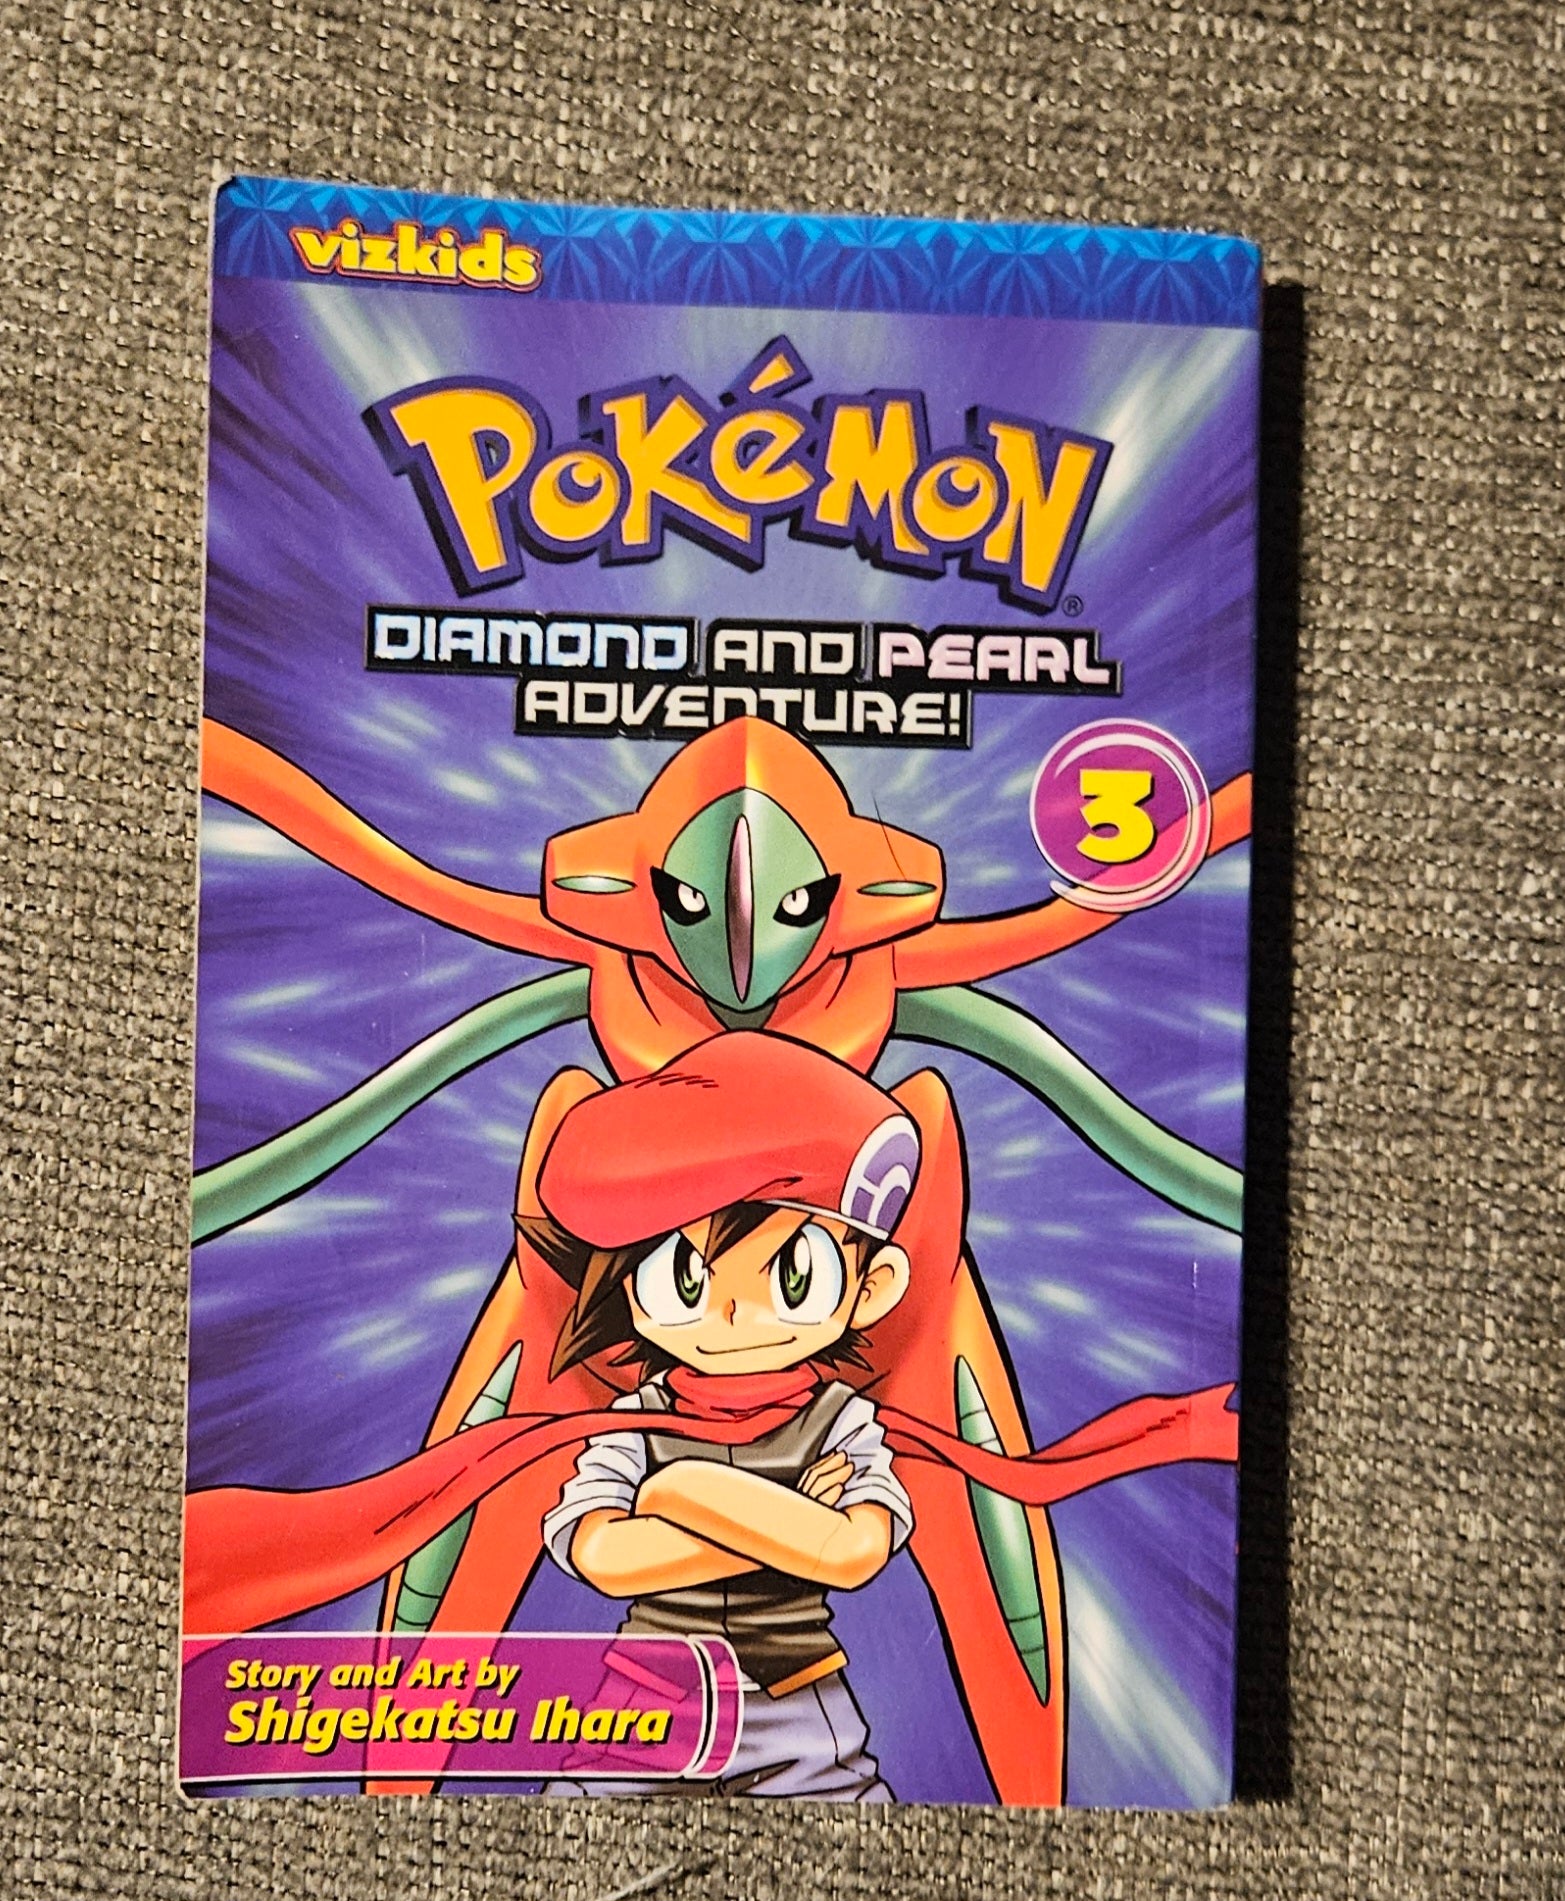 vizkids
POKéMON®
DIAMOND AND PEARL
ADVENTURE!
3
Story and Art by
Shigekatsu Ihara